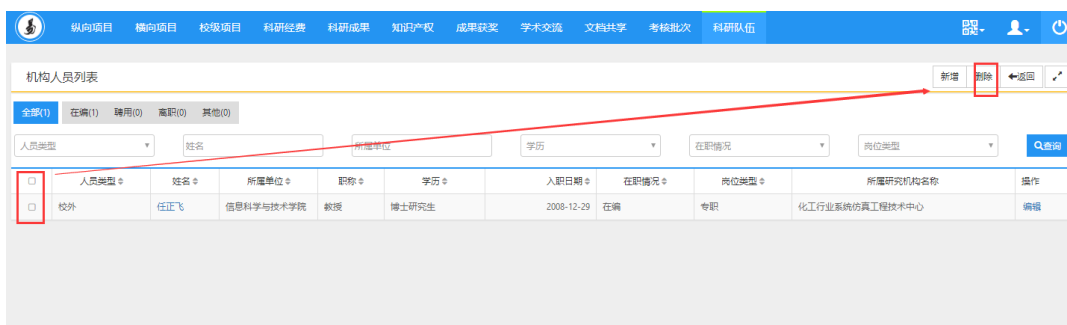 纵向项目 横向项目 校级项目 科研经费 科研成果 知识产权 成果获奖 学术交流 文档共享 考核批次 科研队伍
机构人员列表 新增 删除 返回
全部(1) 在编(1) 聘用(0) 离职(0) 其他(0)
人员类型 姓名 所属单位 学历 在职情况 岗位类型 查询
人员类型 姓名 所属单位 职称 学历 入职日期 在职情况 岗位类型 所属研究机构名称 操作
校外 任正飞 信息科学与技术学院 教授 博士研究生 2008-12-29 在编 专职 化工行业系统仿真工程技术中心 编辑